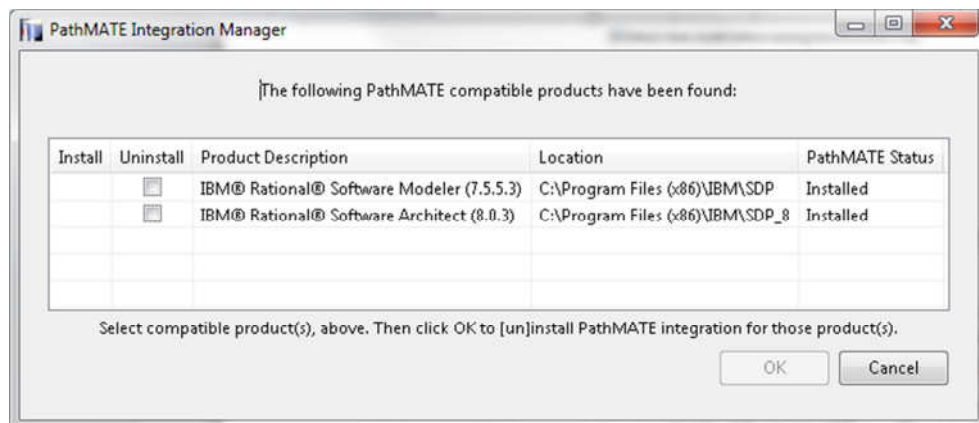 PathMATE Integration Manager
The following PathMATE compatible products have been found:
Install Uninstall Product Description Location PathMATE Status
IBM® Rational® Software Modeler (7.5.5.3) C:\Program Files (x86)\IBM\SDP Installed
IBM® Rational® Software Architect (8.0.3) C:\Program Files (x86)\IBM\SDP_8 Installed
Select compatible product(s), above. Then click OK to [un]install PathMATE integration for those product(s).
OK Cancel